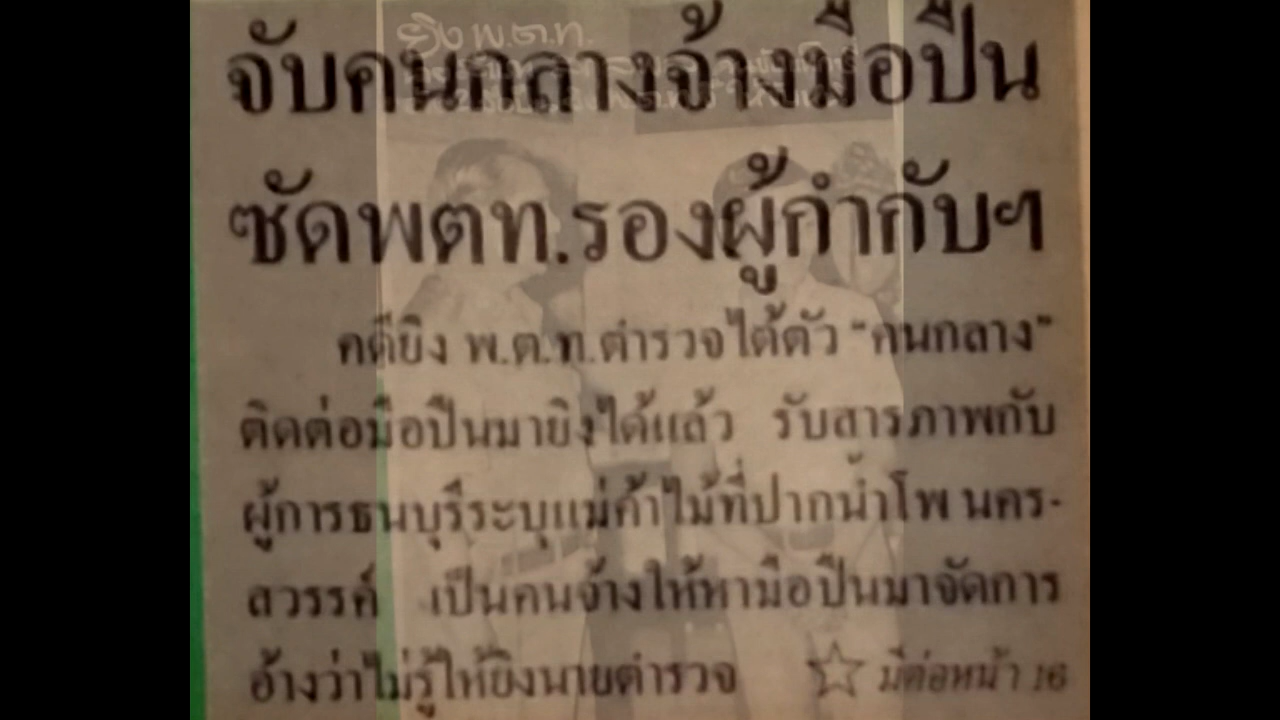 จับคนกลางจ้างมือปืน
ซัดพตท.รองผู้กำกับฯ
คดียิง พ.ต.ท.ตำรวจได้ตัว “คนกลาง”
ติดต่อมือปืนมายิงได้แล้ว รับสารภาพกับ
ผู้การธนบุรีระบุแม่ค้าไม้ที่ปากน้ำโพ นคร-
สวรรค์ เป็นคนจ้างให้หามือปืนมาจัดการ
อ้างว่าไม่รู้ให้ยิงนายตำรวจ ☆ มีต่อหน้า 16
ยิง พ.ต.ท.